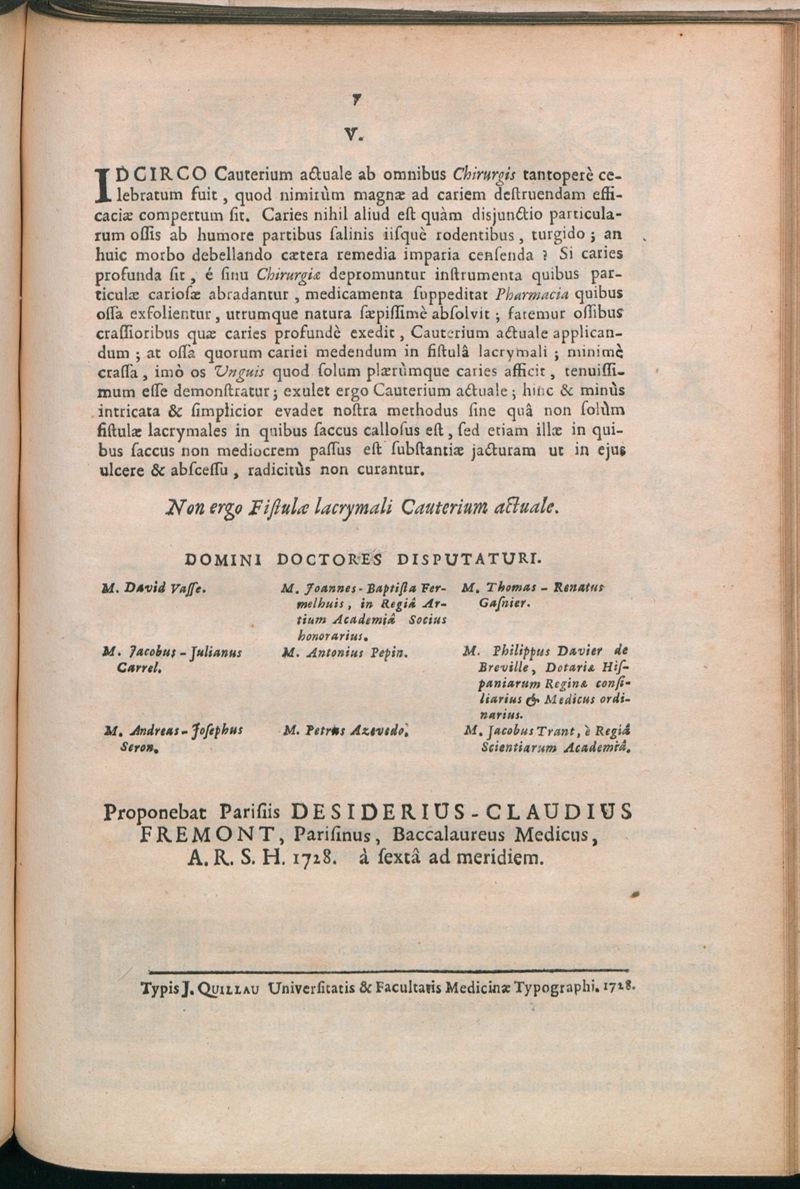 7
V.
IDCIRCO Cauterium actuale ab omnibus Chirurgis tantoperè ce-
lebratum fuit, quod nimirùm magnæ ad cariem deſtruendam effi-
caciæ compertum ſit. Caries nihil aliud eſt quàm disjunctio particula-
rum oſſis ab humore partibus ſalinis iiſquè rodentibus, turgido; an
huic morbo debellando cætera remedia imparia cenſenda ? Si caries
profunda ſit, é ſinu Chirurgiæ depromuntur inſtrumenta quibus par-
ticulæ carioſæ abradantur, medicamenta ſuppeditat Pharmacia quibus
oſſa exfolientur, utrumque natura ſæpiſſimè abſolvit; fatemur oſſibus
craſſioribus quæ caries profundè exedit, Cauterium actuale applican-
dum; at oſſa quorum cariei medendum in fiſtulâ lacrymali; minimè
craſſa, imò os Unguis quod ſolum plærùmque caries afficit, tenuiſſi-
mum eſſe demonſtratur; exulet ergo Cauterium actuale; hinc & minùs
intricata & ſimplicior evadet noſtra methodus ſine quâ non ſolùm
fiſtulæ lacrymales in quibus ſaccus calloſus eſt, ſed etiam illæ in qui-
bus ſaccus non mediocrem paſſus eſt ſubſtantiæ jacturam ut in ejus
ulcere & abſceſſu, radicitùs non curantur.
Non ergo Fiſtulæ lacrymali Cauterium actuale.
DOMINI DOCTORES DISPUTATURI.
M. David Vaſſe.
M. Joannes-Baptiſta Fer-
melhuis, in Regiâ Ar-
tium Academiâ Socius
honorarius.
M. Thomas-Renatus
Gaſnier.
M. Jacobus-Julianus
Carrel.
M. Antonius Pepin.
M. Philippus Davier de
Breville, Dotariæ Hiſ-
paniarum Reginæ conſi-
liarius & Medicus ordi-
narius.
M. Andreas-Joſephus
Seron.
M. Petrus Azevedo.
M. Jacobus Trant, è Regiâ
Scientiarum Academiâ.
Proponebat Pariſiis DESIDERIUS-CLAUDIUS
FREMONT, Pariſinus, Baccalaureus Medicus,
A. R. S. H. 1728. à ſextâ ad meridiem.
Typis J. QUILLAU Univerſitatis & Facultatis Medicinæ Typographi. 1728.